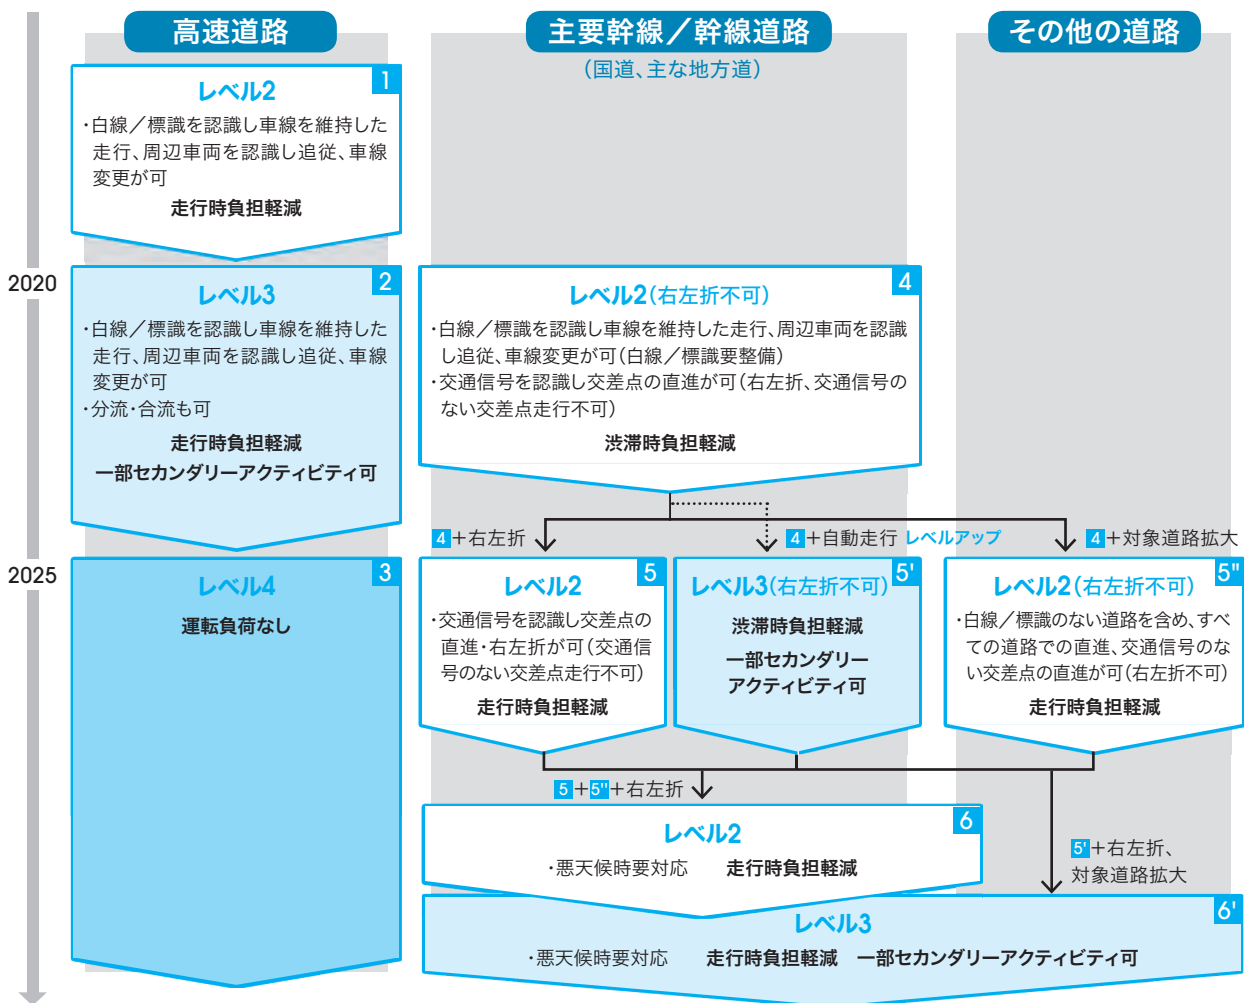 高速道路
主要幹線／幹線道路
（国道、主な地方道）
その他の道路
1
レベル2
・白線／標識を認識し車線を維持した
走行、周辺車両を認識し追従、車線
変更が可
走行時負担軽減
2020
2
レベル3
・白線／標識を認識し車線を維持した
走行、周辺車両を認識し追従、車線
変更が可
・分流・合流も可
走行時負担軽減
一部セカンダリーアクティビティ可
4
レベル2（右左折不可）
・白線／標識を認識し車線を維持した走行、周辺車両を認識
し追従、車線変更が可（白線／標識要整備）
・交通信号を認識し交差点の直進が可（右左折、交通信号の
ない交差点走行不可）
渋滞時負担軽減
4＋右左折
4＋自動走行 レベルアップ
4＋対象道路拡大
2025
3
レベル4
運転負荷なし
5
レベル2
・交通信号を認識し交差点の
直進・右左折が可（交通信
号のない交差点走行不可）
走行時負担軽減
5'
レベル3（右左折不可）
渋滞時負担軽減
一部セカンダリー
アクティビティ可
5"
レベル2（右左折不可）
・白線／標識のない道路を含め、すべ
ての道路での直進、交通信号のな
い交差点の直進が可（右左折不可）
走行時負担軽減
5＋5"＋右左折
6
レベル2
・悪天候時要対応　走行時負担軽減
5'＋右左折、
対象道路拡大
6'
レベル3
・悪天候時要対応　走行時負担軽減　一部セカンダリーアクティビティ可